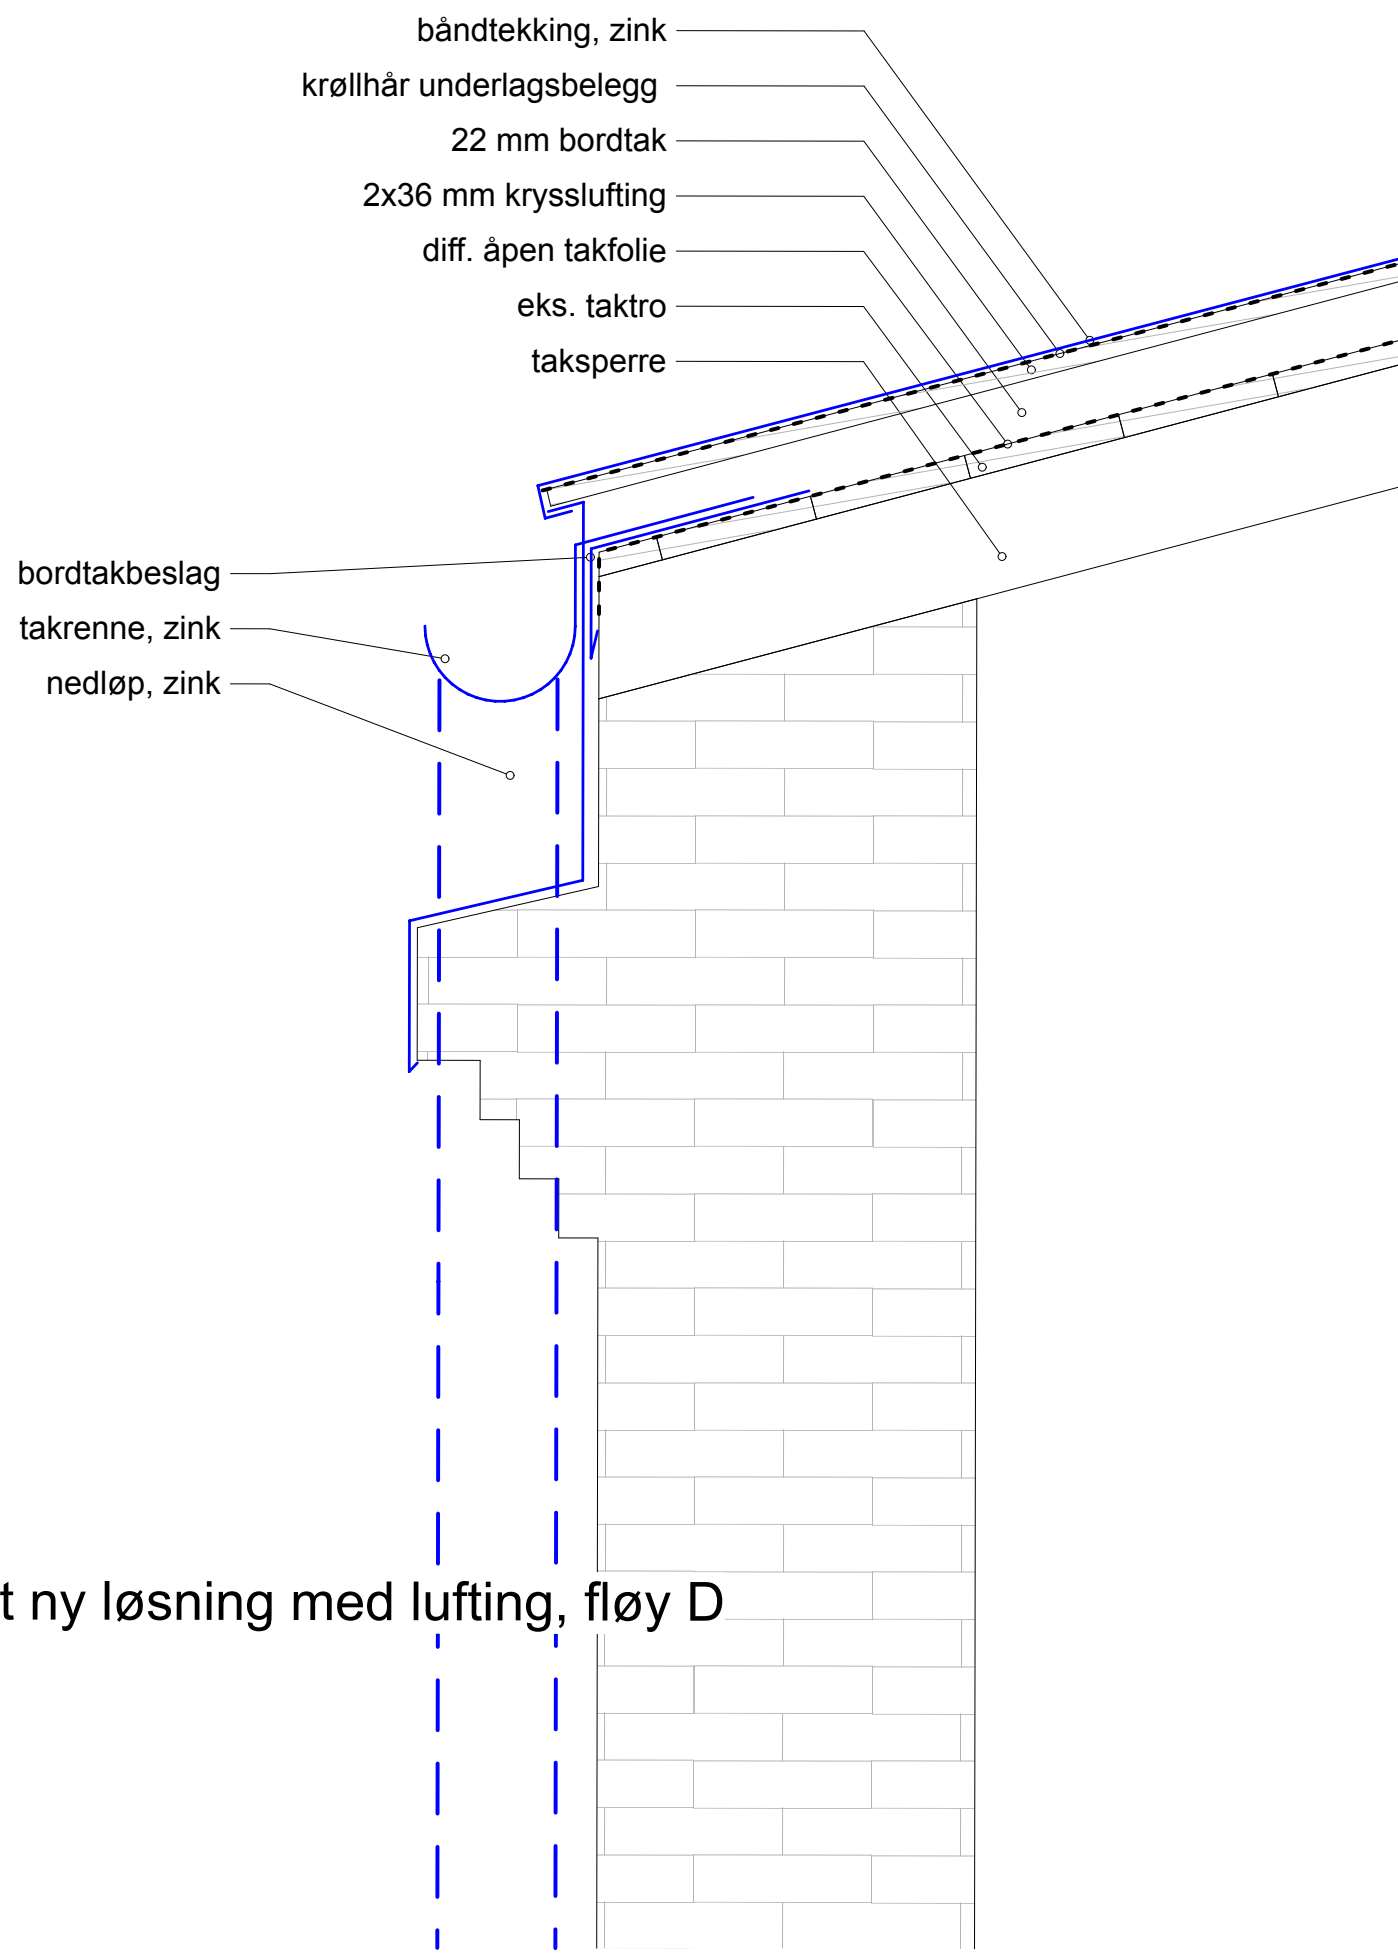 båndtekking, zink
krøllhår underlagsbelegg
22 mm bordtak
2x36 mm krysslufting
diff. åpen takfolie
eks. taktro
taksperre
bordtakbeslag
takrenne, zink
nedløp, zink
t ny løsning med lufting, fløy D